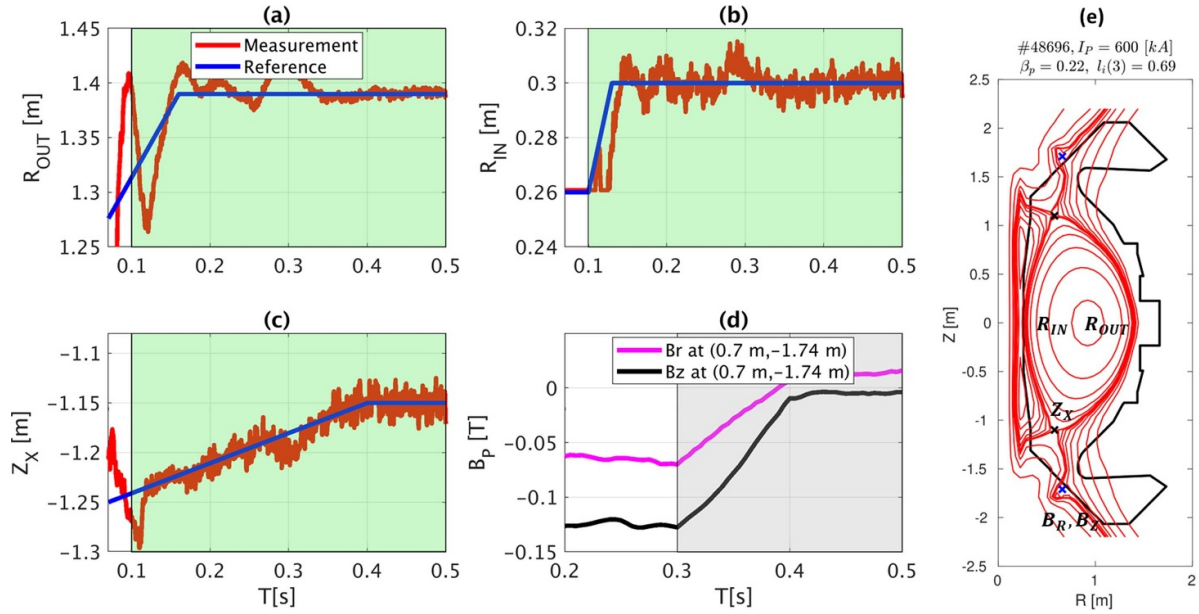 (a)
1.45
1.4
1.35
1.3
1.25
R_OUT [m]
Measurement
Reference
0.1 0.2 0.3 0.4 0.5
(b)
0.32
0.3
0.28
0.26
0.24
R_IN [m]
0.1 0.2 0.3 0.4 0.5
(c)
-1.1
-1.15
-1.2
-1.25
-1.3
Z_X [m]
0.1 0.2 0.3 0.4 0.5
T[s]
(d)
Br at (0.7 m,-1.74 m)
Bz at (0.7 m,-1.74 m)
0
-0.05
-0.1
-0.15
B_P [T]
0.2 0.3 0.4 0.5
T[s]
(e)
#48696, I_P = 600 [kA]
β_p = 0.22, l_i(3) = 0.69
2.5
2
1.5
1
0.5
0
-0.5
-1
-1.5
-2
-2.5
Z [m]
R_IN R_OUT
Z_X
B_R, B_Z
0 1 2
R [m]